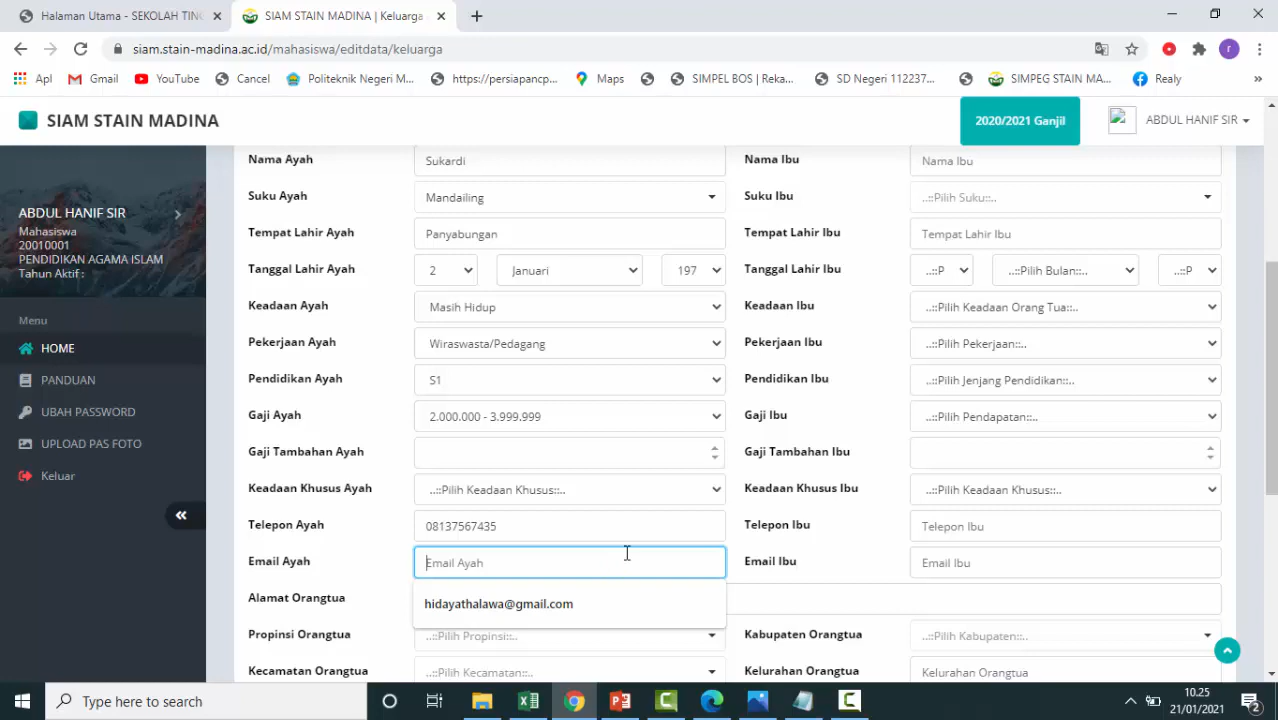 Halaman Utama - SEKOLAH TING
SIAM STAIN MADINA | Keluarga
siam.stain-madina.ac.id/mahasiswa/editdata/keluarga
Apl
Gmail
YouTube
Cancel
Politeknik Negeri M...
https://persiapancp...
Maps
SIMPEL BOS | Reka...
SD Negeri 112237...
SIMPEG STAIN MA...
Realy
»
SIAM STAIN MADINA
2020/2021 Ganjil
ABDUL HANIF SIR
ABDUL HANIF SIR
Mahasiswa
20010001
PENDIDIKAN AGAMA ISLAM
Tahun Aktif :
Menu
HOME
PANDUAN
UBAH PASSWORD
UPLOAD PAS FOTO
Keluar
Nama Ayah Sukardi Nama Ibu Nama Ibu
Suku Ayah Mandailing Suku Ibu ..::Pilih Suku::..
Tempat Lahir Ayah Panyabungan Tempat Lahir Ibu Tempat Lahir Ibu
Tanggal Lahir Ayah 2 Januari 197 Tanggal Lahir Ibu ..::P ..::Pilih Bulan::.. ..::P
Keadaan Ayah Masih Hidup Keadaan Ibu ..::Pilih Keadaan Orang Tua::..
Pekerjaan Ayah Wiraswasta/Pedagang Pekerjaan Ibu ..::Pilih Pekerjaan::..
Pendidikan Ayah S1 Pendidikan Ibu ..::Pilih Jenjang Pendidikan::..
Gaji Ayah 2.000.000 - 3.999.999 Gaji Ibu ..::Pilih Pendapatan::..
Gaji Tambahan Ayah Gaji Tambahan Ibu
Keadaan Khusus Ayah ..::Pilih Keadaan Khusus::.. Keadaan Khusus Ibu ..::Pilih Keadaan Khusus::..
Telepon Ayah 08137567435 Telepon Ibu Telepon Ibu
Email Ayah Email Ayah Email Ibu Email Ibu
hidayathalawa@gmail.com
Alamat Orangtua
Propinsi Orangtua ..::Pilih Propinsi::.. Kabupaten Orangtua ..::Pilih Kabupaten::..
Kecamatan Orangtua ..::Pilih Kecamatan::.. Kelurahan Orangtua Kelurahan Orangtua
Type here to search
10.25
21/01/2021
2